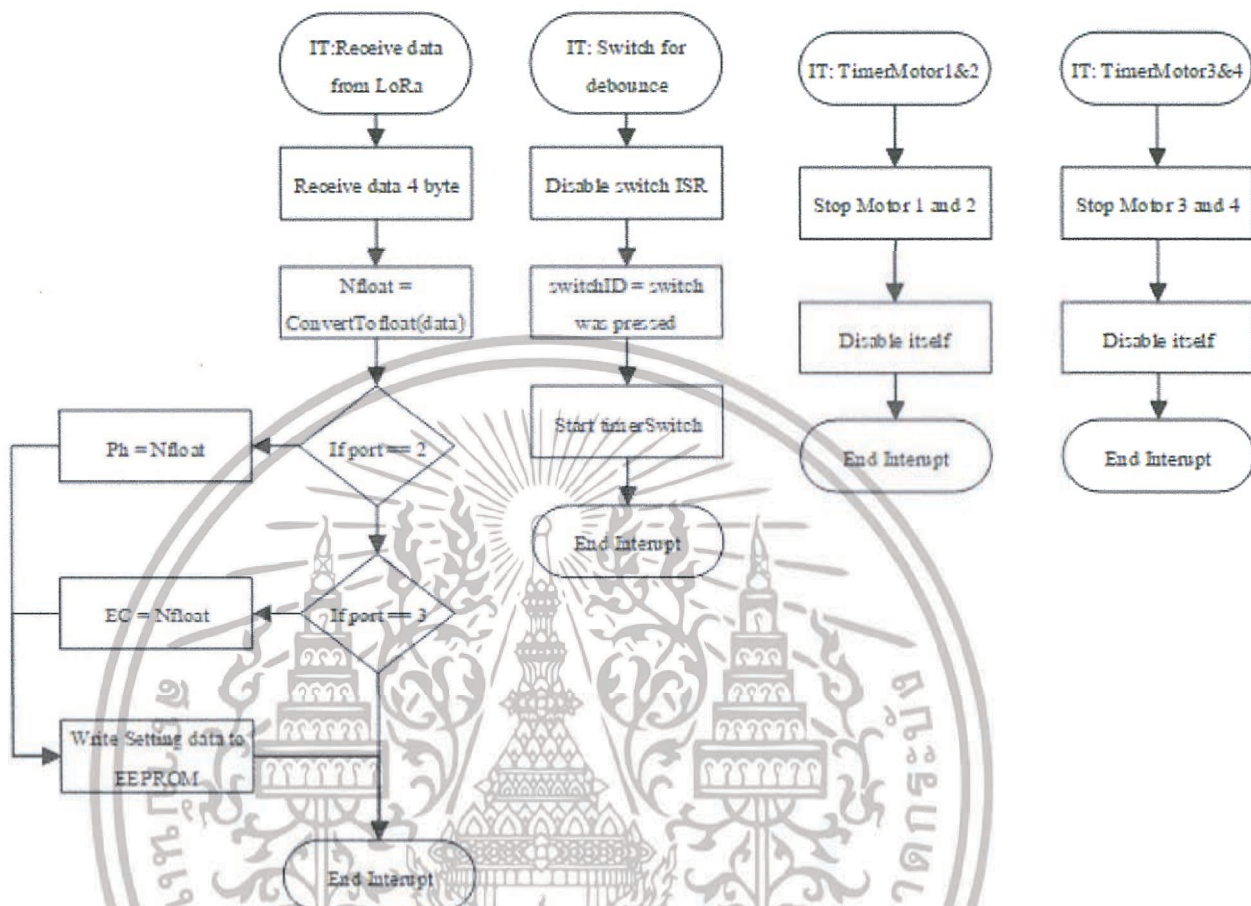 IT:Receive data
from LoRa
Receive data 4 byte
Nfloat =
ConvertTofloat(data)
If port == 2
Ph = Nfloat
If port == 3
EC = Nfloat
Write Setting data to
EEPROM
End Interupt
IT: Switch for
debounce
Disable switch ISR
switchID = switch
was pressed
Start timerSwitch
End Interupt
IT: TimerMotor1&2
Stop Motor 1 and 2
Disable itself
End Interupt
IT: TimerMotor3&4
Stop Motor 3 and 4
Disable itself
End Interupt